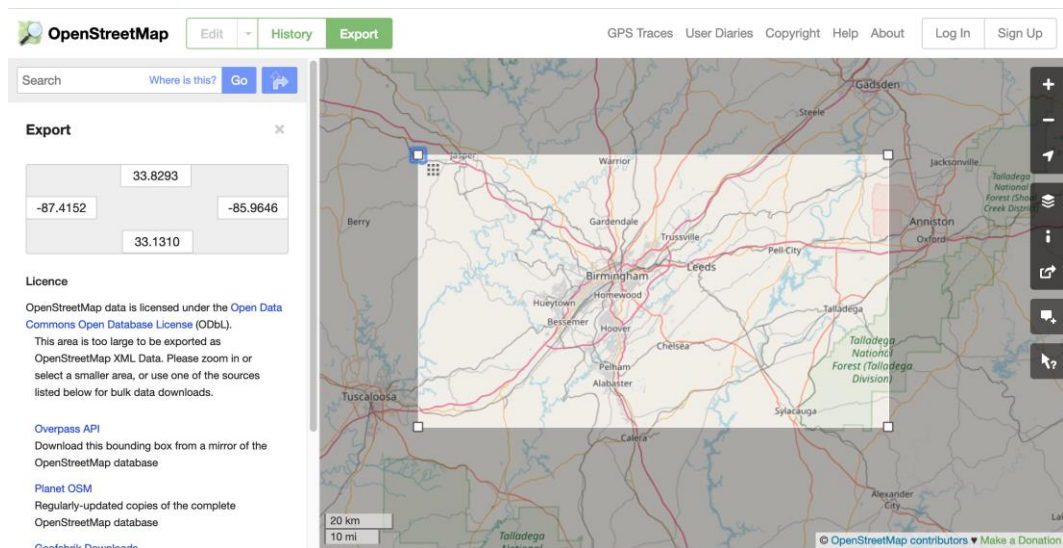 OpenStreetMap
Edit
History
Export
GPS Traces
User Diaries
Copyright
Help
About
Log In
Sign Up
Search
Where is this?
Go
Export
33.8293
-87.4152
-85.9646
33.1310
Licence
OpenStreetMap data is licensed under the Open Data
Commons Open Database License (ODbL).
This area is too large to be exported as
OpenStreetMap XML Data. Please zoom in or
select a smaller area, or use one of the sources
listed below for bulk data downloads.
Overpass API
Download this bounding box from a mirror of the
OpenStreetMap database
Planet OSM
Regularly-updated copies of the complete
OpenStreetMap database
Geofabrik Downloads
Gadsden
Steele
Jasper
Warrior
Jacksonville
Talladega
National
Creek District)
Berry
Gardendale
Anniston
Trussville
Oxford
Pell City
Leeds
Birmingham
Homewood
Hueytown
Bessemer
Talladega
Hoover
Chelsea
Talladega
National
Forest (Talladega
Division)
Pelham
Alabaster
Tuscaloosa
Sylacauga
Calera
Alexander
City
20 km
10 mi
Talladega
National
© OpenStreetMap contributors ♥ Make a Donation